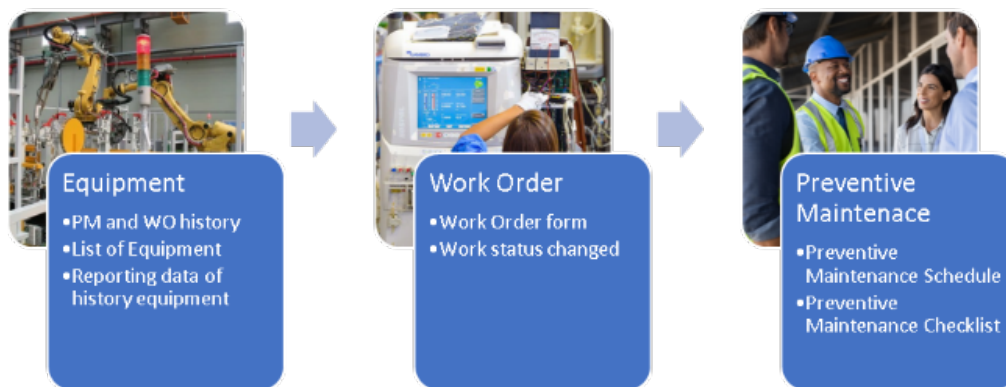 Equipment
•PM and WO history
•List of Equipment
•Reporting data of
history equipment
Work Order
•Work Order form
•Work status changed
Preventive
Maintenace
•Preventive
Maintenance Schedule
•Preventive
Maintenance Checklist